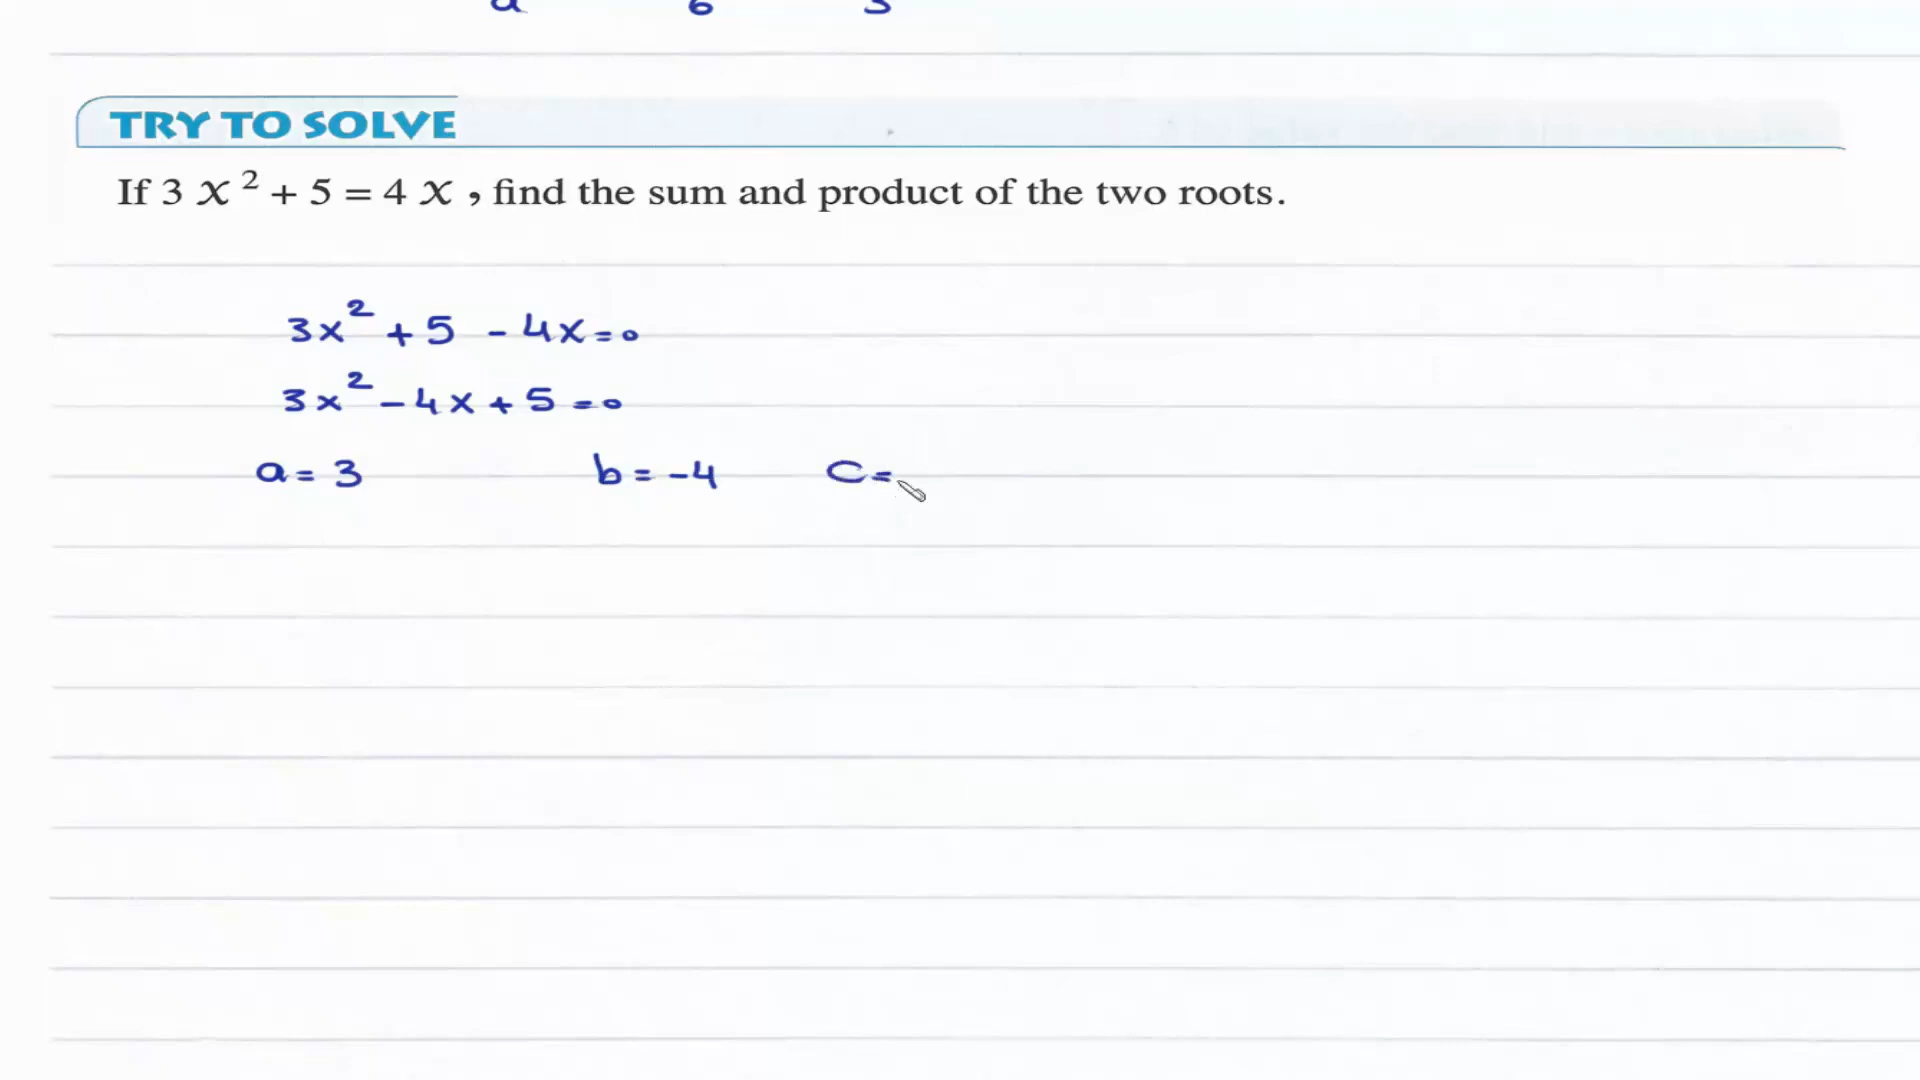 TRY TO SOLVE
If 3 x² + 5 = 4 x , find the sum and product of the two roots.
3x² + 5 - 4x = 0
3x² - 4x + 5 = 0
a = 3 b = -4 C =